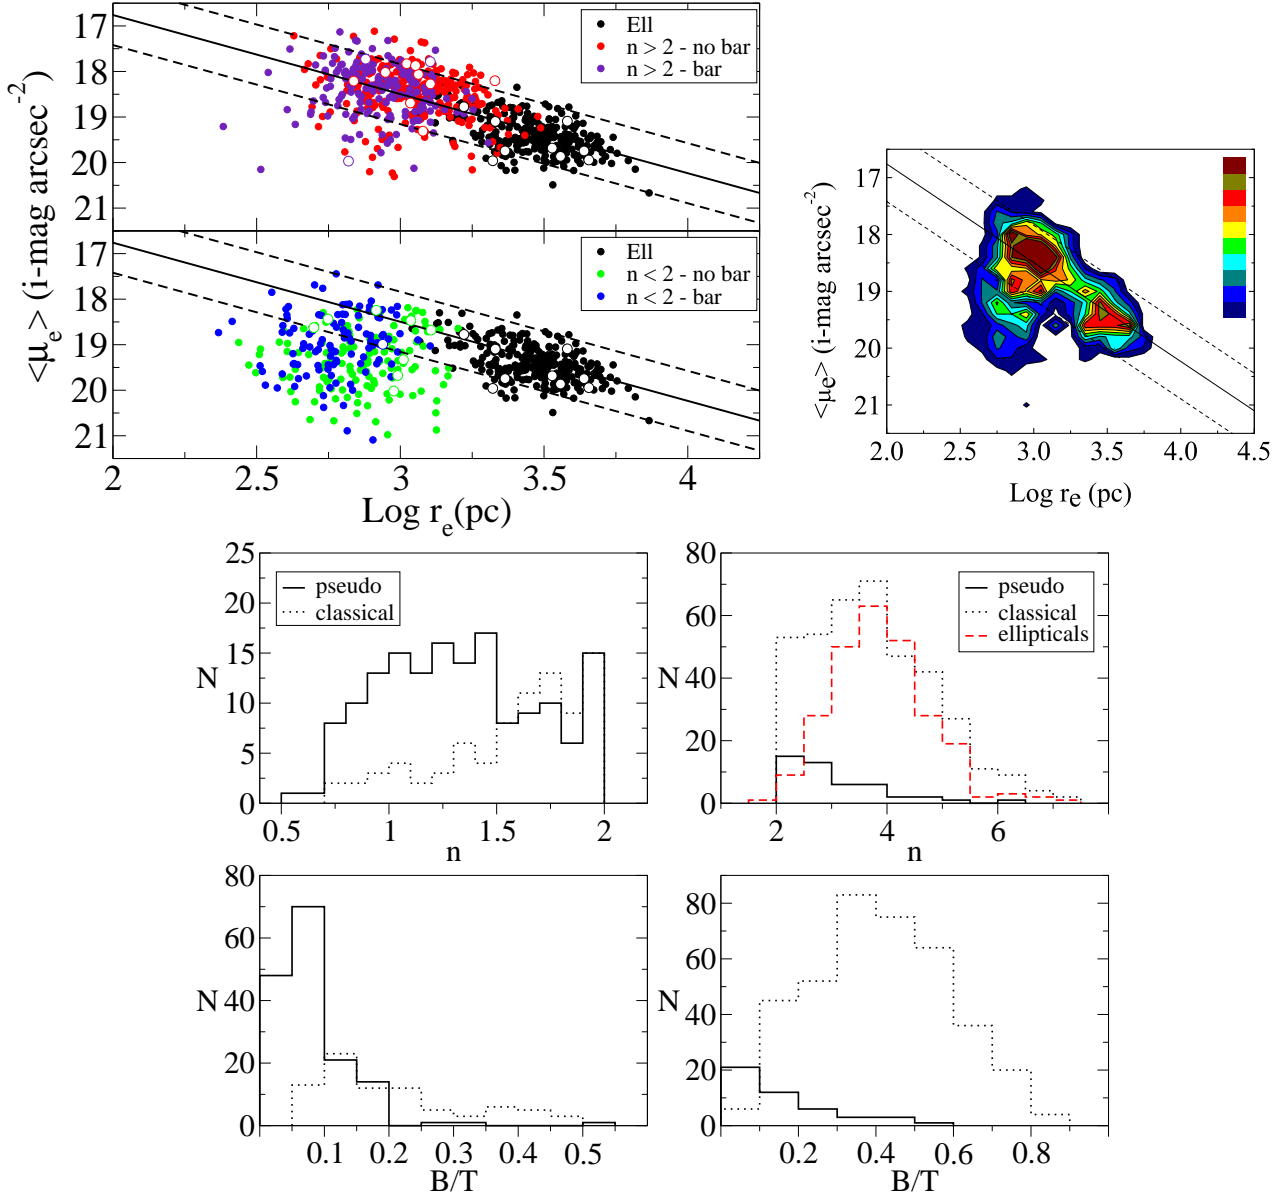 17
18
19
20
21
Ell
n > 2 - no bar
n > 2 - bar
17
18
19
20
21
Ell
n < 2 - no bar
n < 2 - bar
<μe> (i-mag arcsec-2)
2
2.5
3
3.5
4
Log re(pc)
17
18
19
20
21
<μe> (i-mag arcsec-2)
2.0
2.5
3.0
3.5
4.0
4.5
Log re (pc)
25
20
15
10
5
0
N
pseudo
classical
0.5
1
1.5
2
n
80
60
40
20
0
N
pseudo
classical
ellipticals
2
4
6
n
80
60
40
20
0
N
0.1
0.2
0.3
0.4
0.5
B/T
80
60
40
20
0
N
0.2
0.4
0.6
0.8
B/T